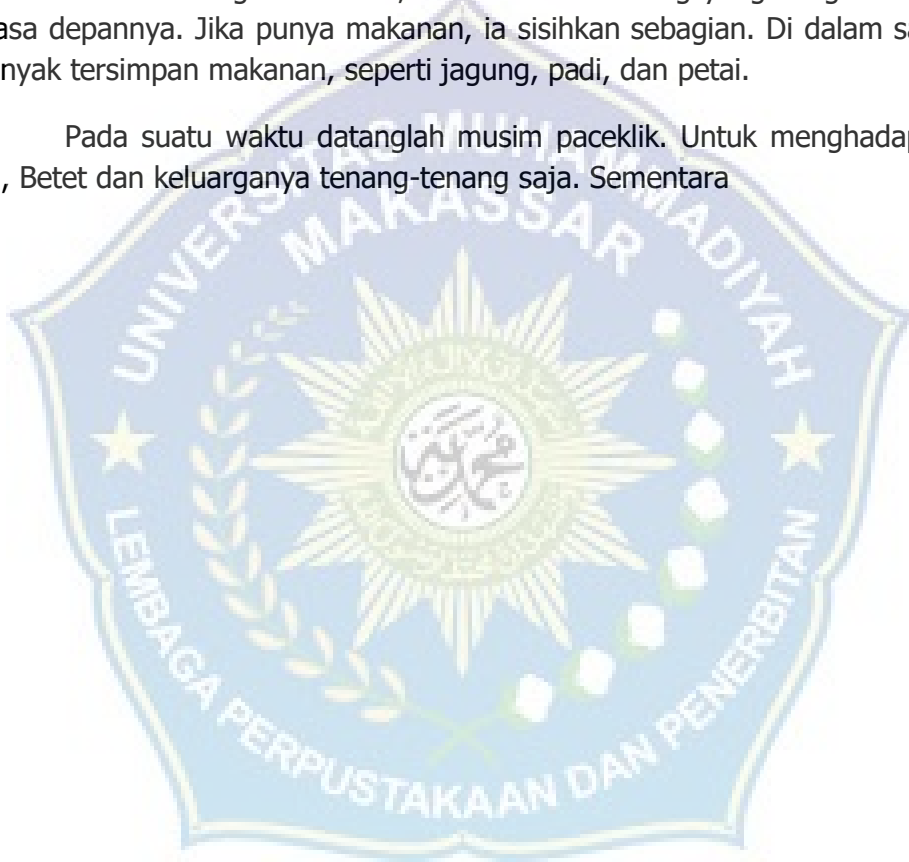 asa depannya. Jika punya makanan, ia sisihkan sebagian. Di dalam sa
nyak tersimpan makanan, seperti jagung, padi, dan petai.
Pada suatu waktu datanglah musim paceklik. Untuk menghadap
, Betet dan keluarganya tenang-tenang saja. Sementara
UNIVERSITAS MUHAMMADIYAH
MAKASSAR
LEMBAGA PERPUSTAKAAN DAN PENERBITAN